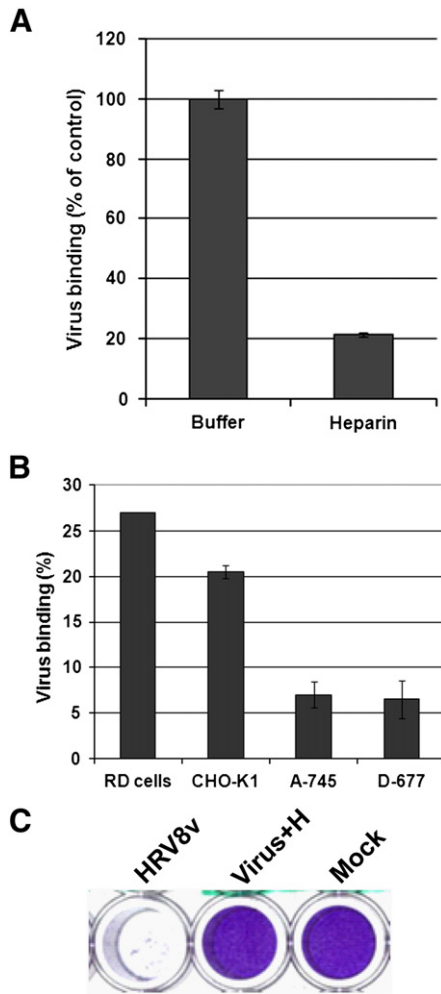 A
Virus binding (% of control)
120
100
80
60
40
20
0
Buffer Heparin
B
Virus binding (%)
30
25
20
15
10
5
0
RD cells CHO-K1 A-745 D-677
C
HRV8v Virus+H Mock